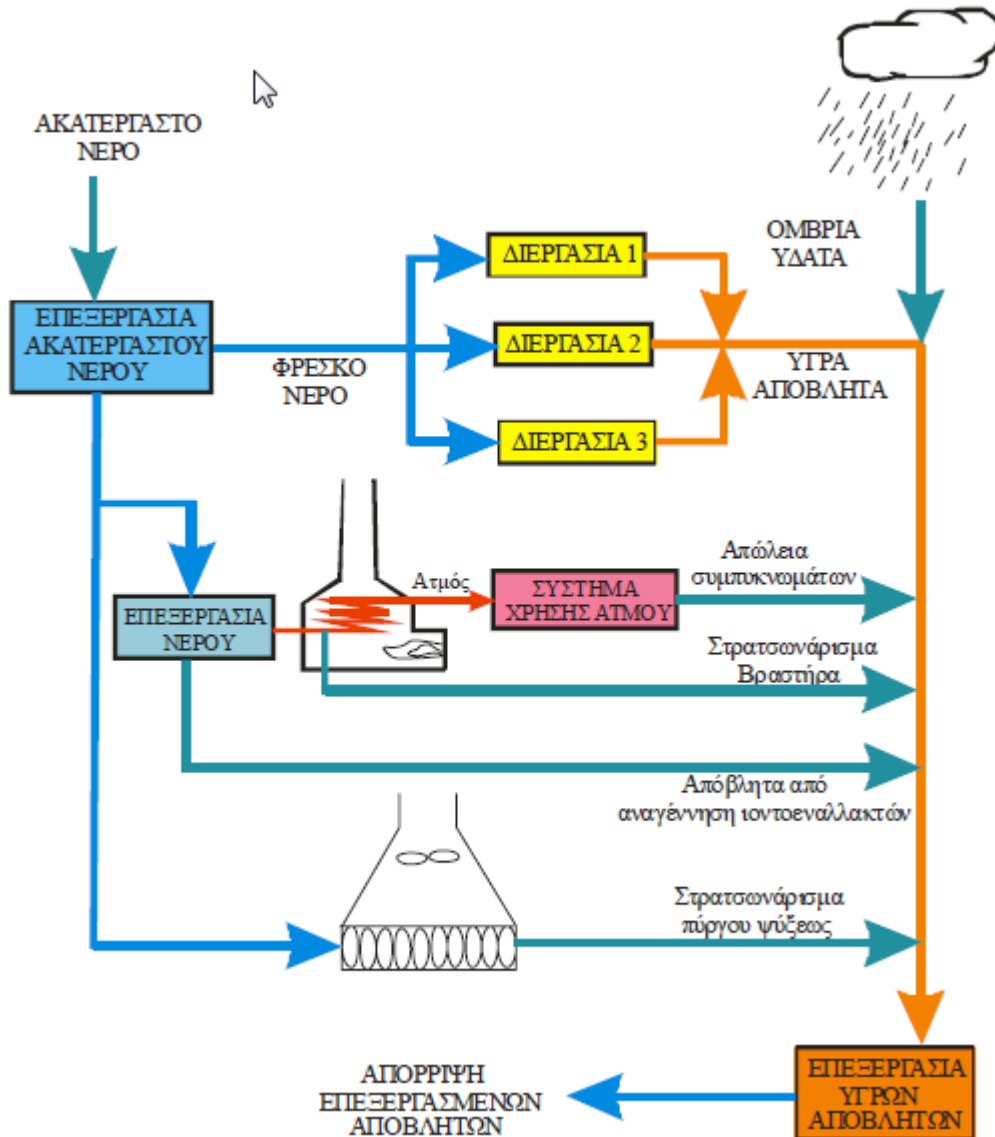 ΑΚΑΤΕΡΓΑΣΤΟ
ΝΕΡΟ
ΟΜΒΡΙΑ
ΥΔΑΤΑ
ΔΙΕΡΓΑΣΙΑ 1
ΕΠΕΞΕΡΓΑΣΙΑ
ΑΚΑΤΕΡΓΑΣΤΟΥ
ΝΕΡΟΥ
ΦΡΕΣΚΟ
ΝΕΡΟ
ΔΙΕΡΓΑΣΙΑ 2
ΥΓΡΑ
ΑΠΟΒΛΗΤΑ
ΔΙΕΡΓΑΣΙΑ 3
Ατμός
ΣΥΣΤΗΜΑ
ΧΡΗΣΗΣ ΑΤΜΟΥ
Απώλεια
συμπυκνωμάτων
ΕΠΕΞΕΡΓΑΣΙΑ
ΝΕΡΟΥ
Στρατσωνάρισμα
Βραστήρα
Απόβλητα από
αναγέννηση ιοντοεναλλακτών
Στρατσωνάρισμα
πύργου ψύξεως
ΕΠΕΞΕΡΓΑΣΙΑ
ΥΓΡΩΝ
ΑΠΟΒΛΗΤΩΝ
ΑΠΟΡΡΙΨΗ
ΕΠΕΞΕΡΓΑΣΜΕΝΩΝ
ΑΠΟΒΛΗΤΩΝ